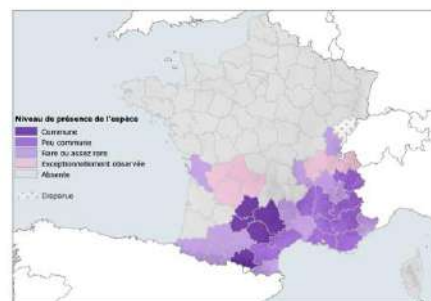 Niveau de présence de l'espèce
Commune
Peu commune
Rare ou assez rare
Exceptionnellement observée
Absente
Disparue